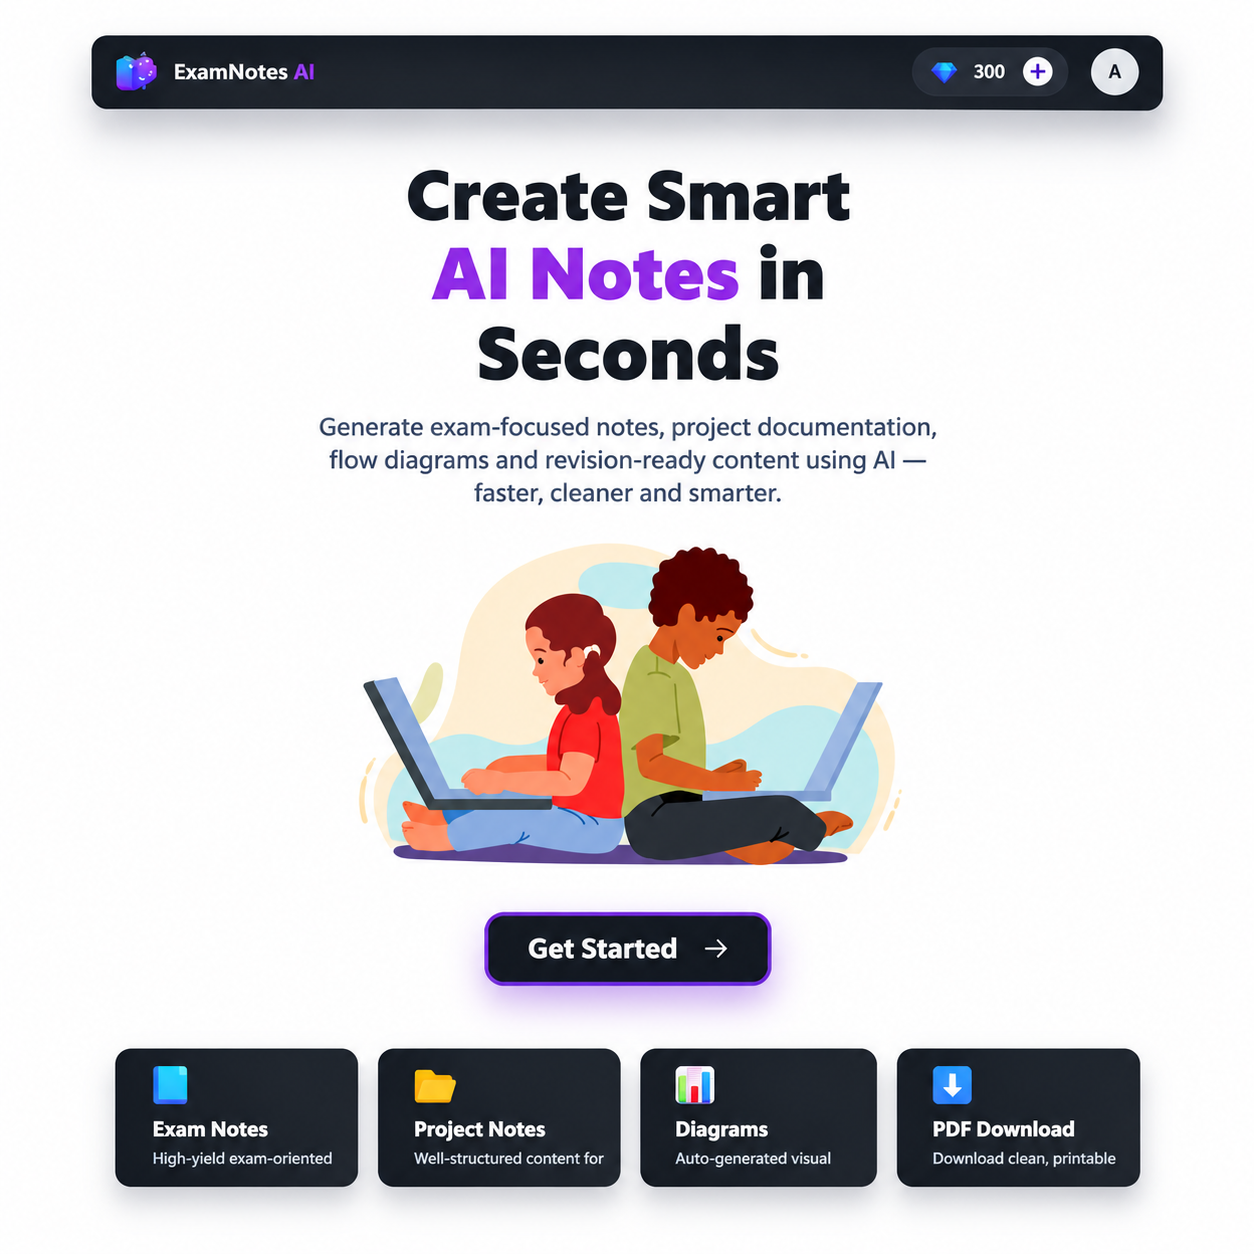 ExamNotes AI
300
A
Create Smart
AI Notes in
Seconds
Generate exam-focused notes, project documentation,
flow diagrams and revision-ready content using AI —
faster, cleaner and smarter.
Get Started
Exam Notes
High-yield exam-oriented
Project Notes
Well-structured content for
Diagrams
Auto-generated visual
PDF Download
Download clean, printable